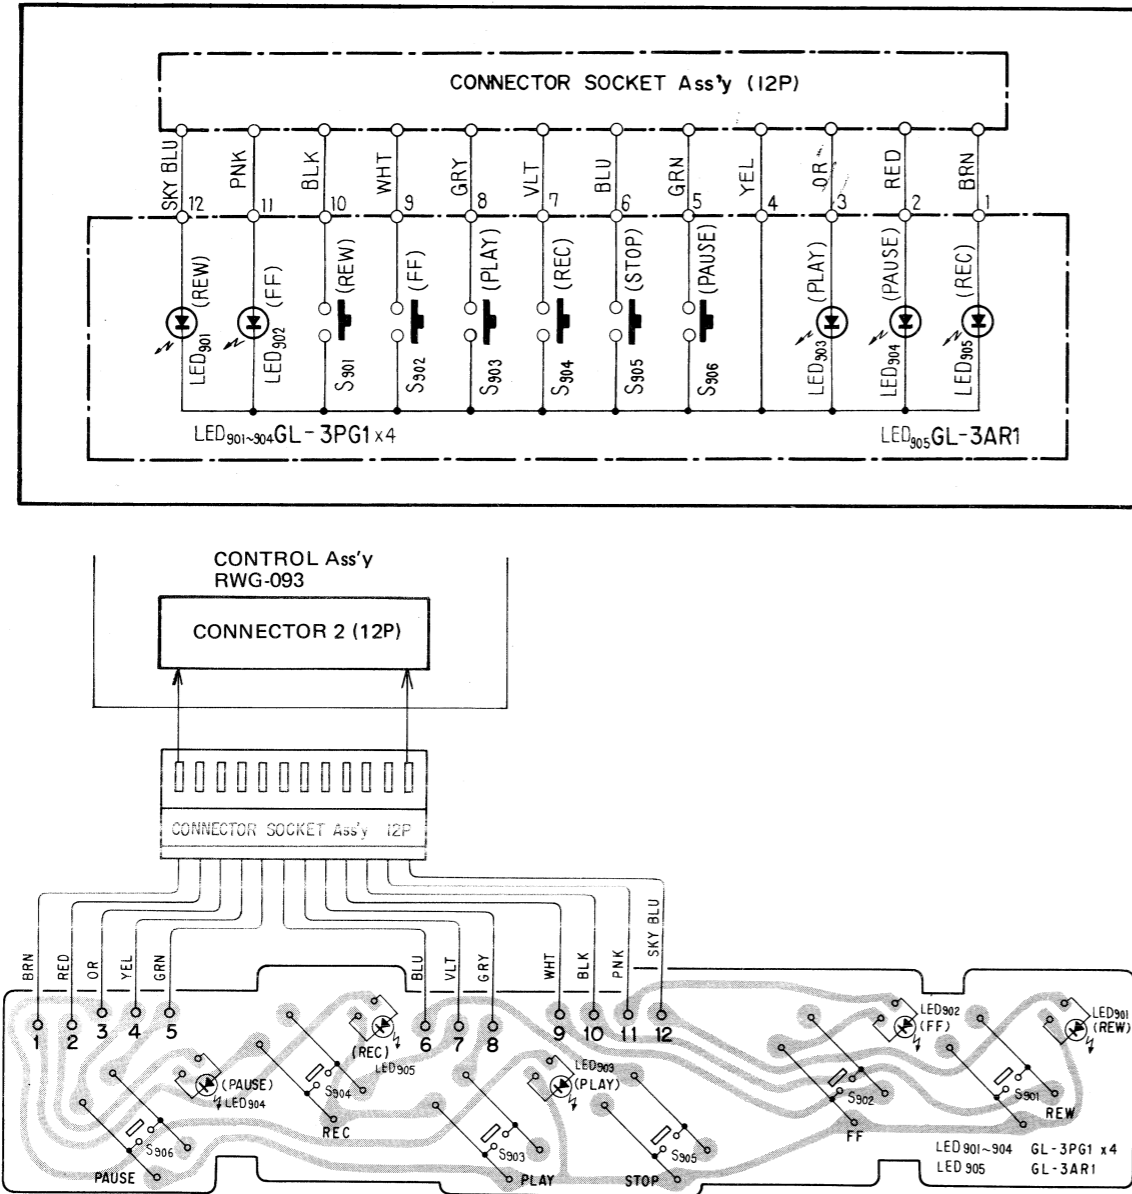 CONNECTOR SOCKET Ass'y (12P)
SKY BLU PNK BLK WHT GRY VLT BLU GRN YEL OR RED BRN
12 11 10 9 8 7 6 5 4 3 2 1
(REW) (FF) (REW) (FF) (PLAY) (REC) (STOP) (PAUSE) (PLAY) (PAUSE) (REC)
LED901 LED902 S901 S902 S903 S904 S905 S906 LED903 LED904 LED905
LED901~904 GL-3PG1 x4 LED905 GL-3AR1
CONTROL Ass'y
RWG-093
CONNECTOR 2 (12P)
CONNECTOR SOCKET Ass'y 12P
BRN RED OR YEL GRN BLU VLT GRY WHT BLK PNK SKY BLU
1 2 3 4 5 6 7 8 9 10 11 12
LED902
(FF)
LED901
(REW)
(REC)
LED905
LED903
(PLAY)
(PAUSE)
LED904
S904
S902
S901
REC
FF
REW
S906
S903
S905
PAUSE
PLAY
STOP
LED901~904 GL-3PG1 x4
LED905 GL-3AR1